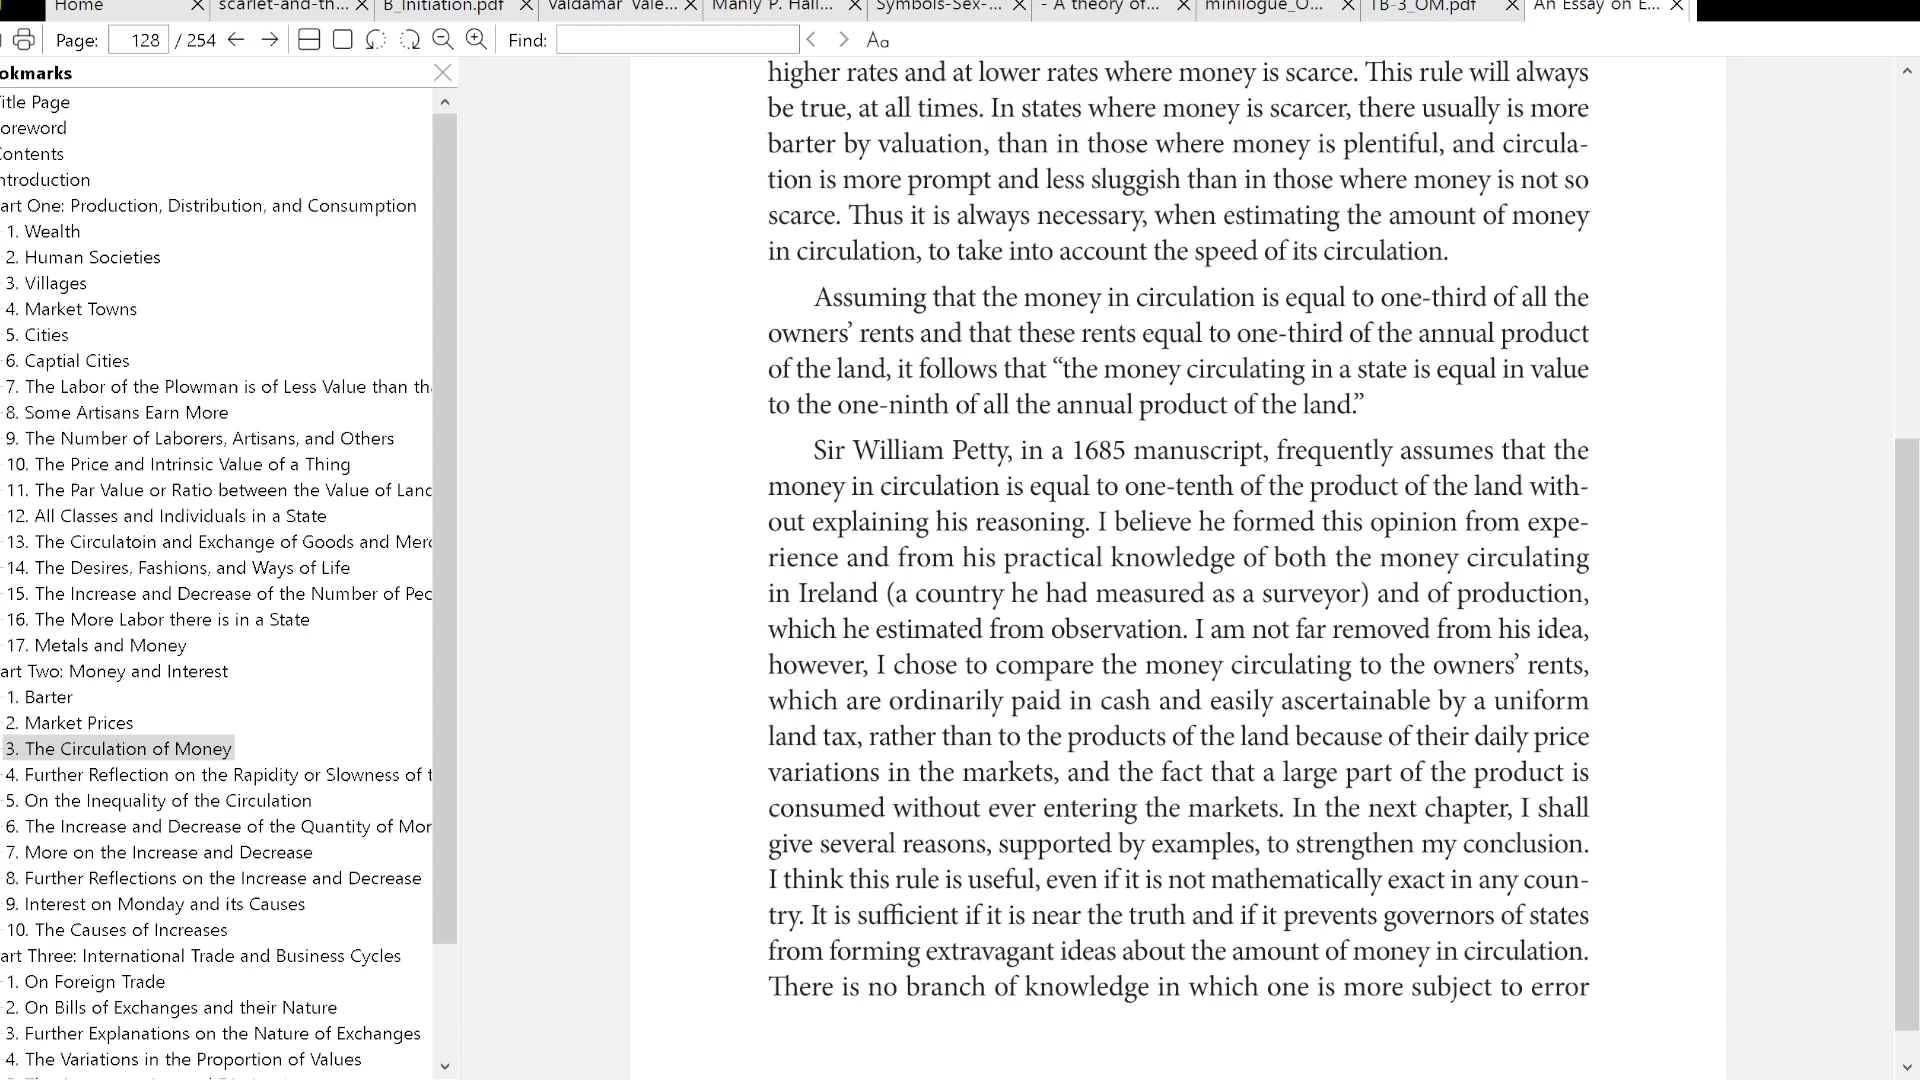 Home
scarlet-and-th...
B_Initiation.pdf
Valdamar Vale...
Manly P. Hall...
Symbols-Sex-...
- A theory of...
minilogue_O...
TB-3_OM.pdf
An Essay on E...
Page: 128 / 254
Find:
Aa
okmarks
itle Page
oreword
Contents
ntroduction
art One: Production, Distribution, and Consumption
1. Wealth
2. Human Societies
3. Villages
4. Market Towns
5. Cities
6. Captial Cities
7. The Labor of the Plowman is of Less Value than th
8. Some Artisans Earn More
9. The Number of Laborers, Artisans, and Others
10. The Price and Intrinsic Value of a Thing
11. The Par Value or Ratio between the Value of Land
12. All Classes and Individuals in a State
13. The Circulatoin and Exchange of Goods and Merc
14. The Desires, Fashions, and Ways of Life
15. The Increase and Decrease of the Number of Peo
16. The More Labor there is in a State
17. Metals and Money
art Two: Money and Interest
1. Barter
2. Market Prices
3. The Circulation of Money
4. Further Reflection on the Rapidity or Slowness of t
5. On the Inequality of the Circulation
6. The Increase and Decrease of the Quantity of Mon
7. More on the Increase and Decrease
8. Further Reflections on the Increase and Decrease
9. Interest on Monday and its Causes
10. The Causes of Increases
art Three: International Trade and Business Cycles
1. On Foreign Trade
2. On Bills of Exchanges and their Nature
3. Further Explanations on the Nature of Exchanges
4. The Variations in the Proportion of Values
higher rates and at lower rates where money is scarce. This rule will always
be true, at all times. In states where money is scarcer, there usually is more
barter by valuation, than in those where money is plentiful, and circula-
tion is more prompt and less sluggish than in those where money is not so
scarce. Thus it is always necessary, when estimating the amount of money
in circulation, to take into account the speed of its circulation.
Assuming that the money in circulation is equal to one-third of all the
owners’ rents and that these rents equal to one-third of the annual product
of the land, it follows that “the money circulating in a state is equal in value
to the one-ninth of all the annual product of the land.”
Sir William Petty, in a 1685 manuscript, frequently assumes that the
money in circulation is equal to one-tenth of the product of the land with-
out explaining his reasoning. I believe he formed this opinion from expe-
rience and from his practical knowledge of both the money circulating
in Ireland (a country he had measured as a surveyor) and of production,
which he estimated from observation. I am not far removed from his idea,
however, I chose to compare the money circulating to the owners’ rents,
which are ordinarily paid in cash and easily ascertainable by a uniform
land tax, rather than to the products of the land because of their daily price
variations in the markets, and the fact that a large part of the product is
consumed without ever entering the markets. In the next chapter, I shall
give several reasons, supported by examples, to strengthen my conclusion.
I think this rule is useful, even if it is not mathematically exact in any coun-
try. It is sufficient if it is near the truth and if it prevents governors of states
from forming extravagant ideas about the amount of money in circulation.
There is no branch of knowledge in which one is more subject to error